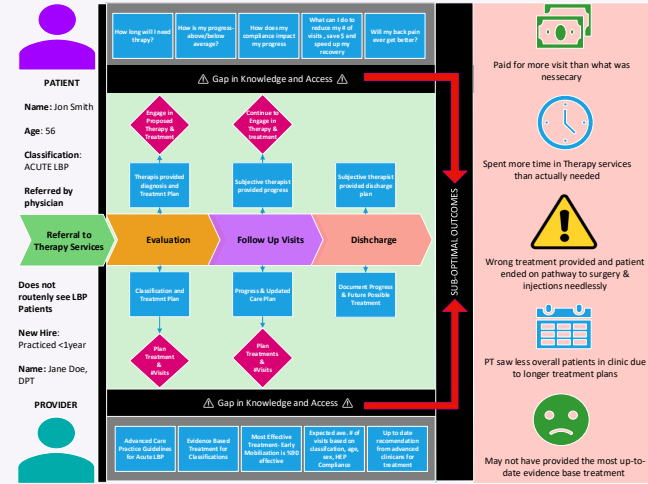 How long will I need
thrapy?
How is my progress-
above/below
average?
How does my
compliance impact
my progress
What can I do to
reduce my # of
visits , save $ and
speed up my
recovery
Will my back pain
ever get better?
⚠ Gap in Knowledge and Access
PATIENT
Name: Jon Smith
Age: 56
Classification:
ACUTE LBP
Referred by
physician
Engage in
Proposed
Therapy &
Treatment
Continue to
Engage in
Therapy &
treatment
Therapis provided
diagnosis and
Treatmnt Plan
Subjective therapist
provided progress
Subjective therapist
provided discharge
plan
Referral to
Therapy Services
Evaluation
Follow Up Visits
Dishcharge
Classification and
Treatmnt Plan
Progress & Updated
Care Plan
Document Progress
& Future Possible
Treatment
Plan
Treatment
&
#Visits
Plan
Treatments
&
#Visits
Does not
routenly see LBP
Patients
New Hire:
Practiced <1year
Name: Jane Doe,
DPT
PROVIDER
⚠ Gap in Knowledge and Access
Advanced Care
Practice Guidelines
for Acute LBP
Evidence Based
Treatment for
Classifications
Most Effective
Treatment- Early
Mobilization is %90
effective
Expected ave. # of
visits based on
classifcation, age,
sex, HEP
Compliance
Up to date
recomenation
from advanced
clinicans for
treatment
SUB-OPTIMAL OUTCOMES
Paid for more visit than what was
nessecary
Spent more time in Therapy services
than actually needed
Wrong treatment provided and patient
ended on pathway to surgery &
injections needlessly
PT saw less overall patients in clinic due
to longer treatment plans
May not have provided the most up-to-
date evidence base treatment